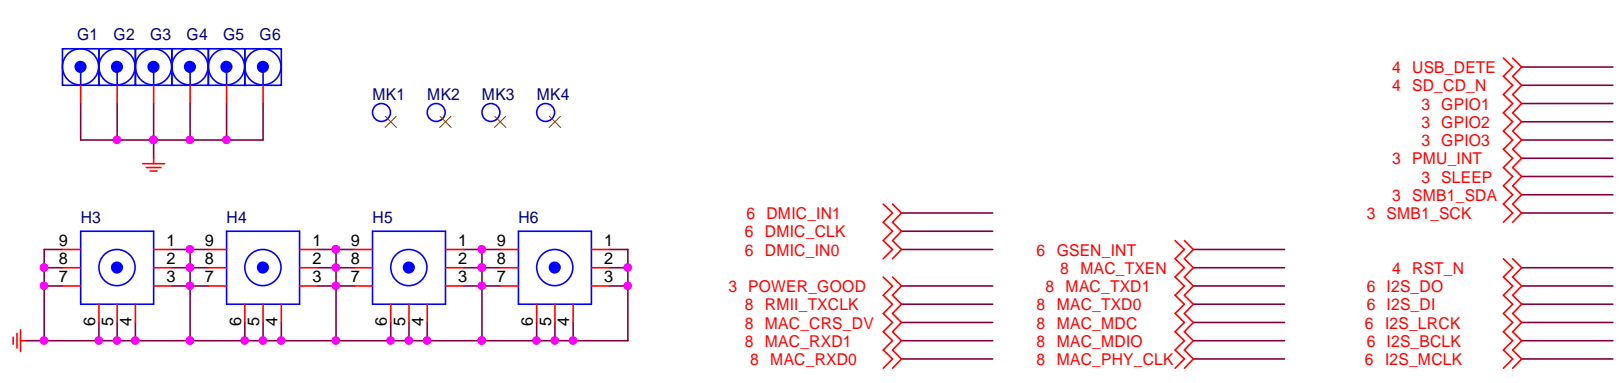 G1 G2 G3 G4 G5 G6
MK1 MK2 MK3 MK4
4 USB_DETE
4 SD_CD_N
3 GPIO1
3 GPIO2
3 GPIO3
3 PMU_INT
3 SLEEP
3 SMB1_SDA
3 SMB1_SCK
H3 H4 H5 H6
9 1 9 1 9 1 9 1
8 2 8 2 8 2 8 2
7 3 7 3 7 3 7 3
6 5 4 6 5 4 6 5 4 6 5 4
6 DMIC_IN1
6 DMIC_CLK
6 DMIC_IN0
3 POWER_GOOD
8 RMII_TXCLK
8 MAC_CRS_DV
8 MAC_RXD1
8 MAC_RXD0
6 GSEN_INT
8 MAC_TXEN
8 MAC_TXD1
8 MAC_TXD0
8 MAC_MDC
8 MAC_MDIO
8 MAC_PHY_CLK
4 RST_N
6 I2S_DO
6 I2S_DI
6 I2S_LRCK
6 I2S_BCLK
6 I2S_MCLK